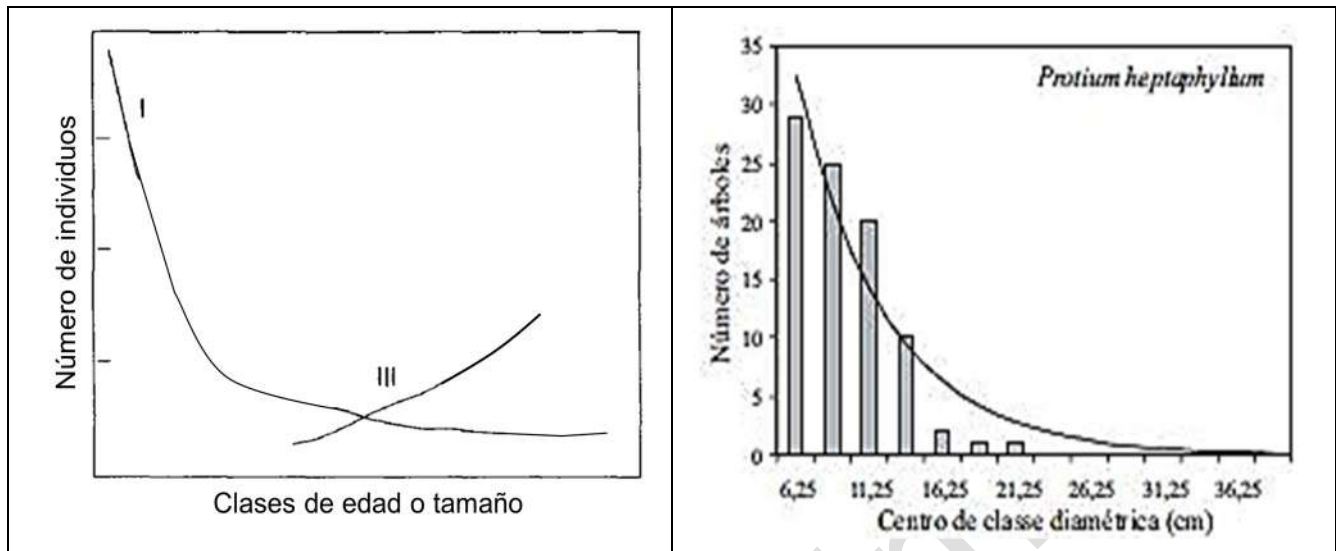 I
III
Número de individuos
Clases de edad o tamaño
Protium heptaphyllum
35
30
25
20
15
10
5
0
Número de árboles
6,25 11,25 16,25 21,25 26,25 31,25 36,25
Centro de classe diamétrica (cm)